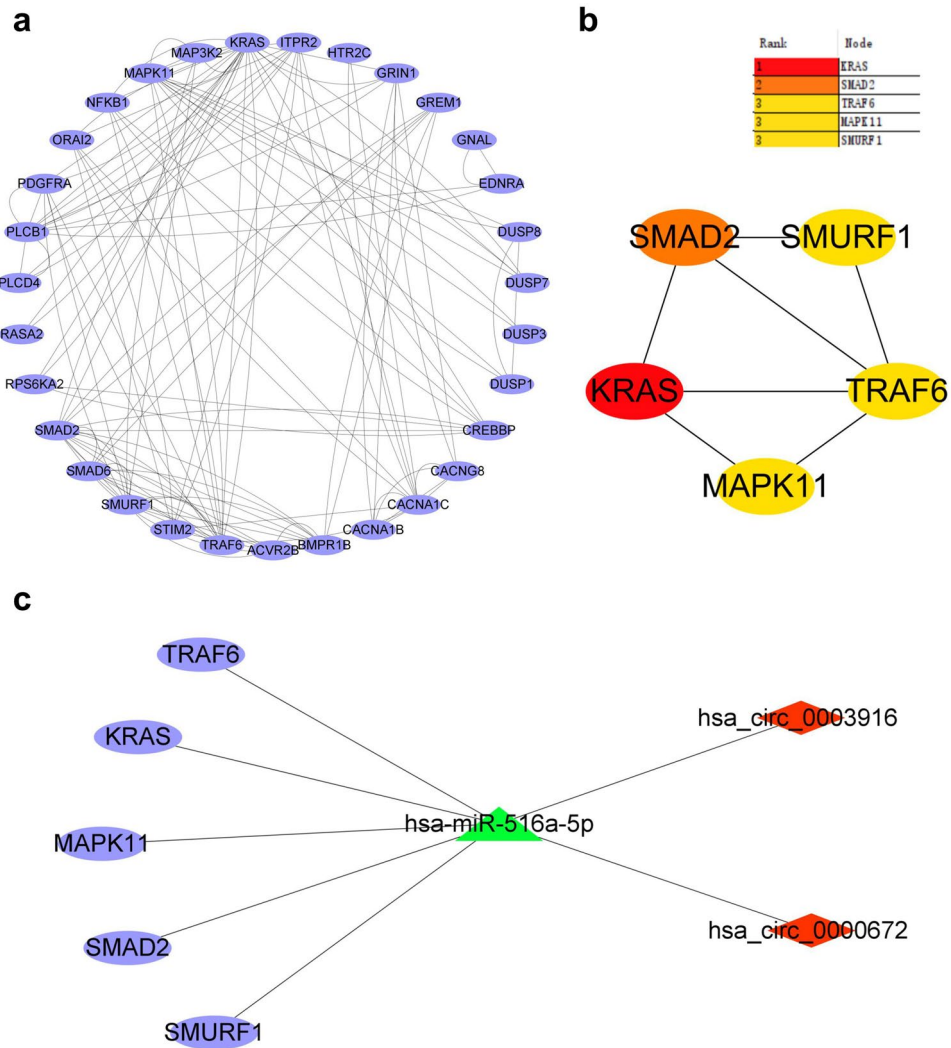 a
KRAS
ITPR2
MAP3K2
HTR2C
MAPK11
GRIN1
NFKB1
GREM1
ORAI2
GNAL
PDGFRA
EDNRA
PLCB1
DUSP8
PLCD4
DUSP7
RASA2
DUSP3
RPS6KA2
DUSP1
SMAD2
CREBBP
SMAD6
CACNG8
SMURF1
CACNA1C
STIM2
CACNA1B
TRAF6
BMPR1B
ACVR2B
b
Rank Node
1 KRAS
2 SMAD2
3 TRAF6
3 MAPK11
3 SMURF1
SMAD2 SMURF1
KRAS TRAF6
MAPK11
c
TRAF6
KRAS
MAPK11
SMAD2
SMURF1
hsa-miR-516a-5p
hsa_circ_0003916
hsa_circ_0000672